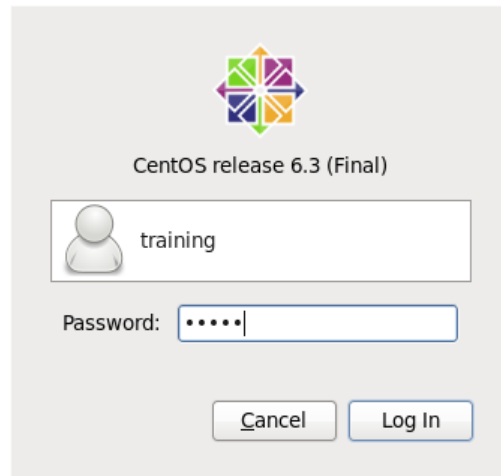 CentOS release 6.3 (Final)
training
Password: •••••
Cancel Log In